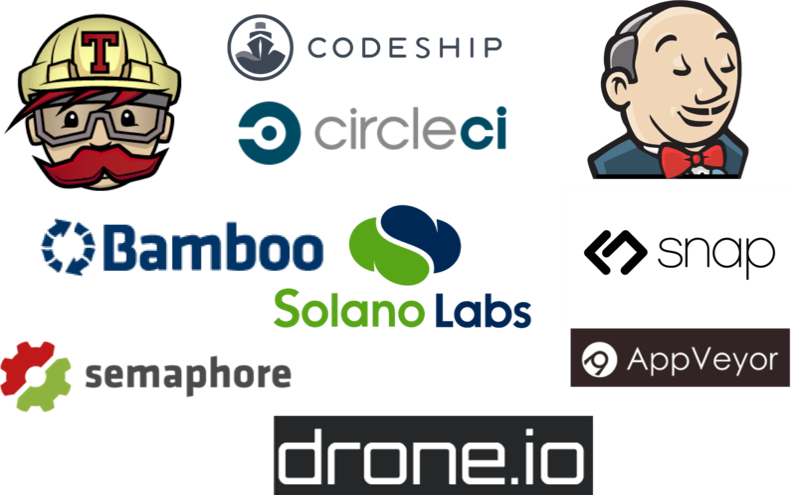 T
CODESHIP
circleci
Bamboo
Solano Labs
snap
semaphore
AppVeyor
drone.io